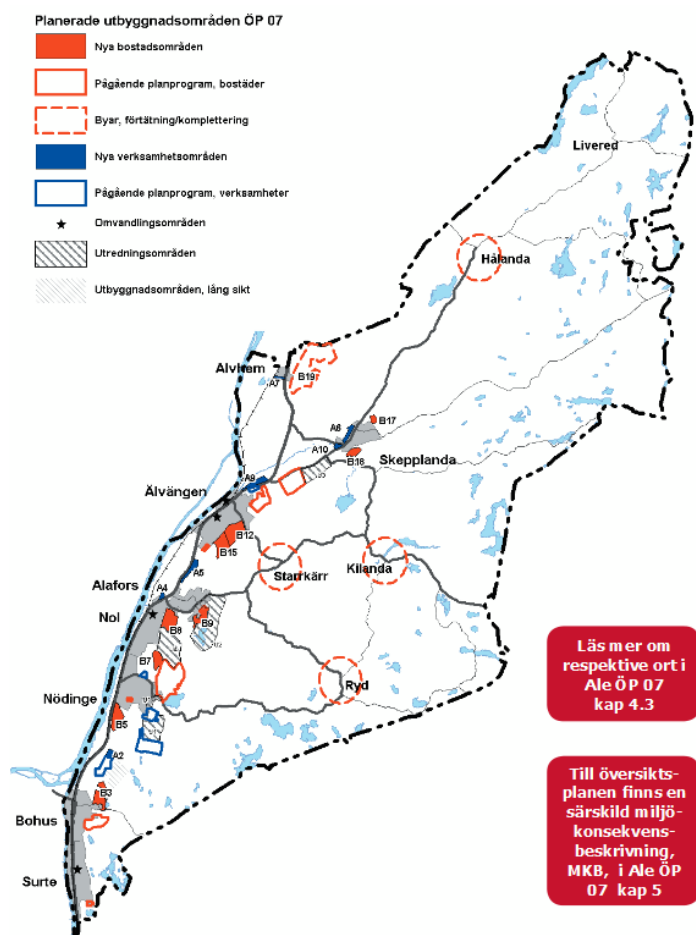 Planerade utbyggnadsområden ÖP 07
Nya bostadsområden
Pågående planprogram, bostäder
Byar, förtätning/komplettering
Nya verksamhetsområden
Pågående planprogram, verksamheter
Omvandlingsområden
Utredningsområden
Utbyggnadsområden, lång sikt
Livered
Hålanda
Alvhem
A7
B19
B17
A8
A10
B16
Skepplanda
A9
Älvängen
B12
B15
Starrkärr
Kilanda
A5
Alafors
A4
Nol
B8
B9
B7
Ryd
Nödinge
B5
A2
B3
Bohus
Surte
Läs mer om
respektive ort i
Ale ÖP 07
kap 4.3
Till översikts-
planen finns en
särskild miljö-
konsekvens-
beskrivning,
MKB, i Ale ÖP
07 kap 5